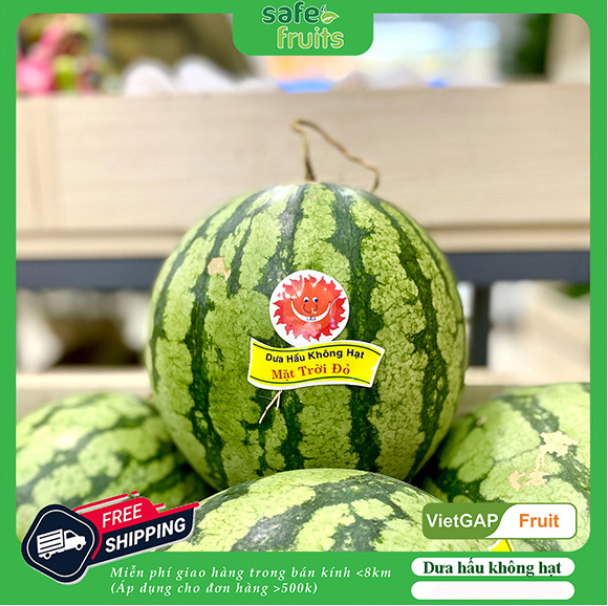 safe
fruits
Dưa Hấu Không Hạt
Mặt Trời Đỏ
FREE
SHIPPING
VietGAP Fruit
Miễn phí giao hàng trong bán kính <8km
(Áp dụng cho đơn hàng >500k)
Dưa hấu không hạt